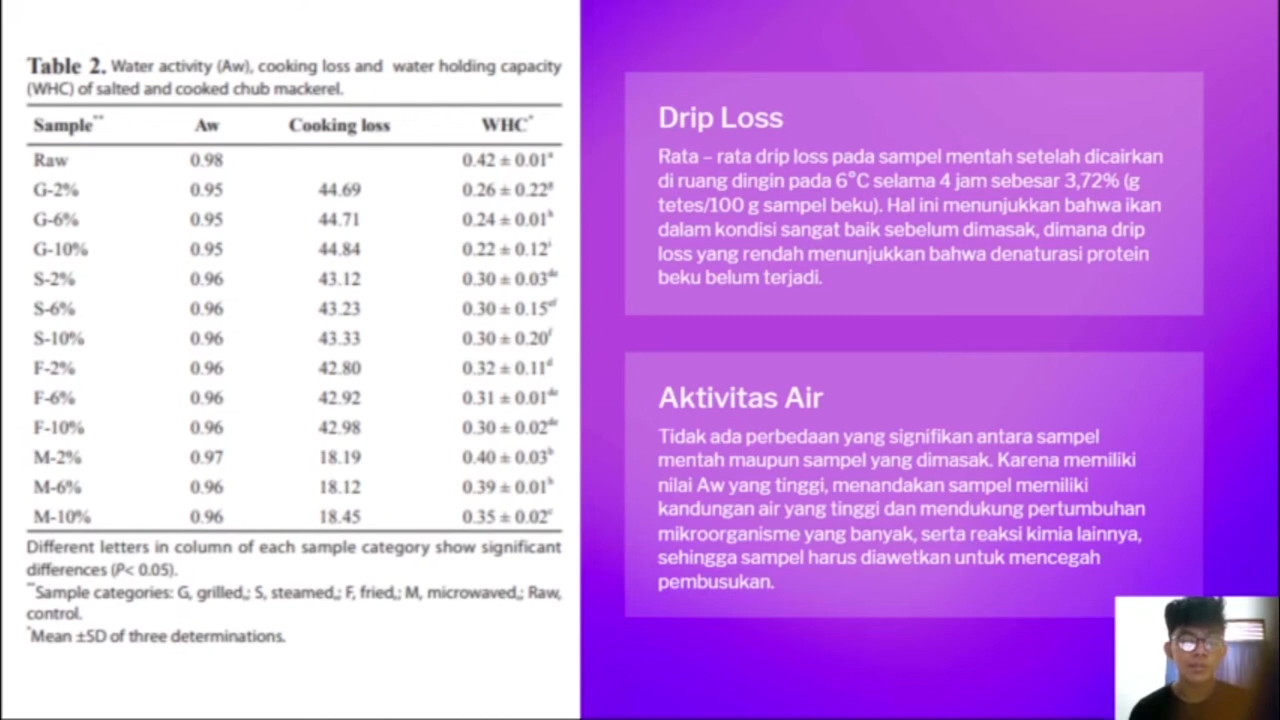 Table 2. Water activity (Aw), cooking loss and water holding capacity
(WHC) of salted and cooked chub mackerel.
Sample** Aw Cooking loss WHC*
Raw 0.98 0.42 ± 0.01a
G-2% 0.95 44.69 0.26 ± 0.22g
G-6% 0.95 44.71 0.24 ± 0.01h
G-10% 0.95 44.84 0.22 ± 0.12i
S-2% 0.96 43.12 0.30 ± 0.03de
S-6% 0.96 43.23 0.30 ± 0.15ef
S-10% 0.96 43.33 0.30 ± 0.20f
F-2% 0.96 42.80 0.32 ± 0.11d
F-6% 0.96 42.92 0.31 ± 0.01de
F-10% 0.96 42.98 0.30 ± 0.02de
M-2% 0.97 18.19 0.40 ± 0.03b
M-6% 0.96 18.12 0.39 ± 0.01b
M-10% 0.96 18.45 0.35 ± 0.02c
Different letters in column of each sample category show significant
differences (P< 0.05).
**Sample categories: G, grilled,; S, steamed,; F, fried,; M, microwaved,; Raw,
control.
*Mean ±SD of three determinations.
Drip Loss
Rata – rata drip loss pada sampel mentah setelah dicairkan
di ruang dingin pada 6°C selama 4 jam sebesar 3,72% (g
tetes/100 g sampel beku). Hal ini menunjukkan bahwa ikan
dalam kondisi sangat baik sebelum dimasak, dimana drip
loss yang rendah menunjukkan bahwa denaturasi protein
beku belum terjadi.
Aktivitas Air
Tidak ada perbedaan yang signifikan antara sampel
mentah maupun sampel yang dimasak. Karena memiliki
nilai Aw yang tinggi, menandakan sampel memiliki
kandungan air yang tinggi dan mendukung pertumbuhan
mikroorganisme yang banyak, serta reaksi kimia lainnya,
sehingga sampel harus diawetkan untuk mencegah
pembusukan.